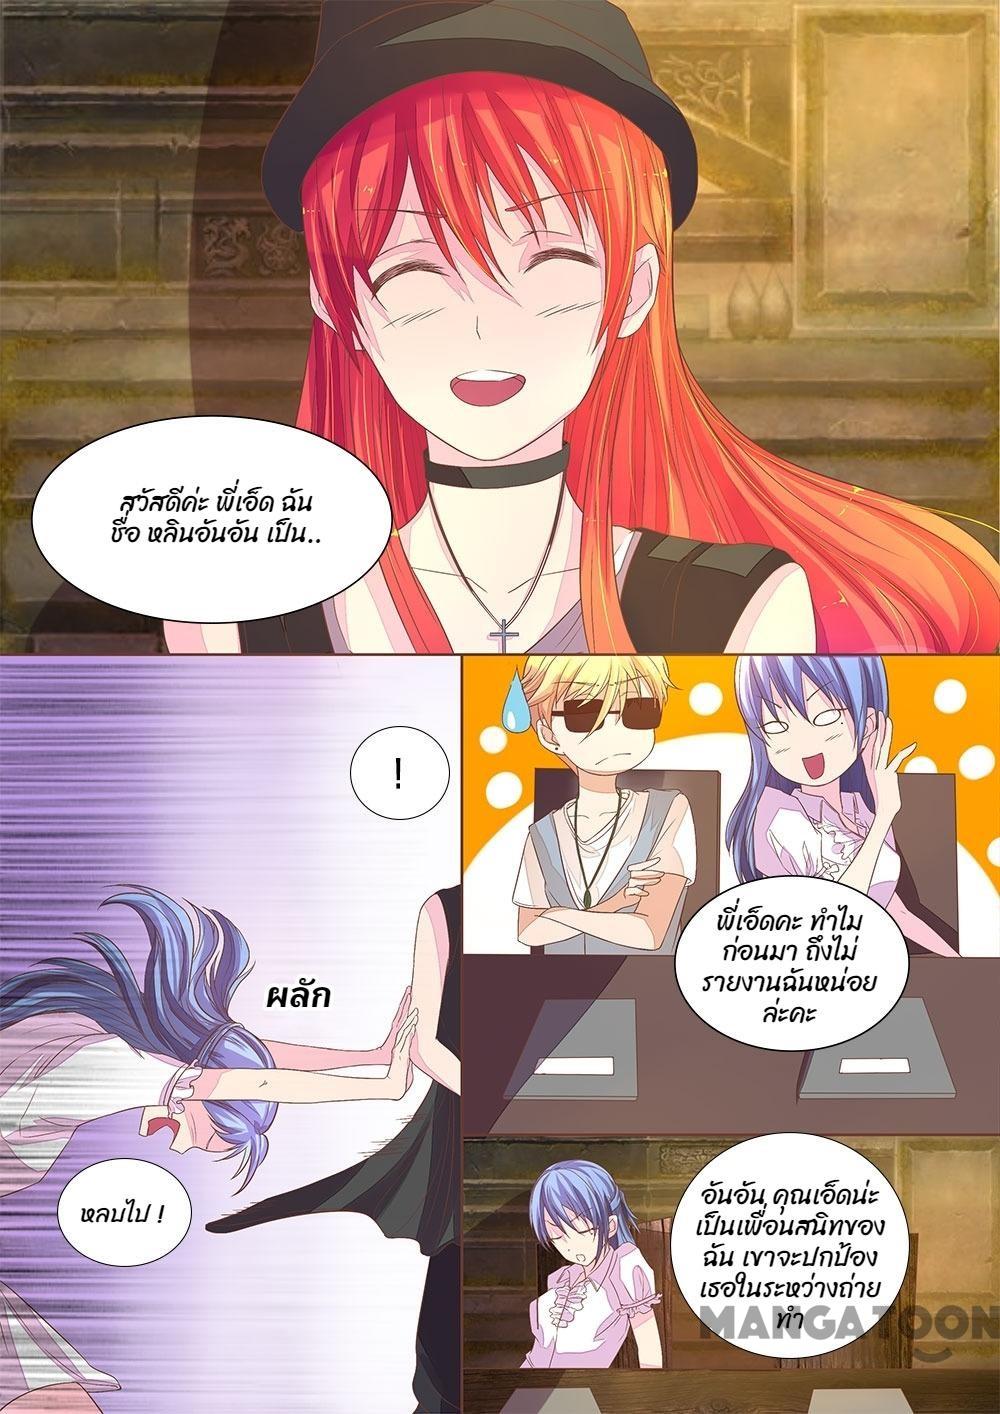 สวัสดีค่ะ พี่เอ็ด ฉัน
ชื่อ หลินอันอัน เป็น..
!
ผลัก
หลบไป !
พี่เอ็ดคะ ทำไม
ก่อนมา ถึงไม่
รายงานฉันหน่อย
ล่ะคะ
อันอัน คุณเอ็ดน่ะ
เป็นเพื่อนสนิทของ
ฉัน เขาจะปกป้อง
เธอในระหว่างถ่าย
ทำ
MANGATOON